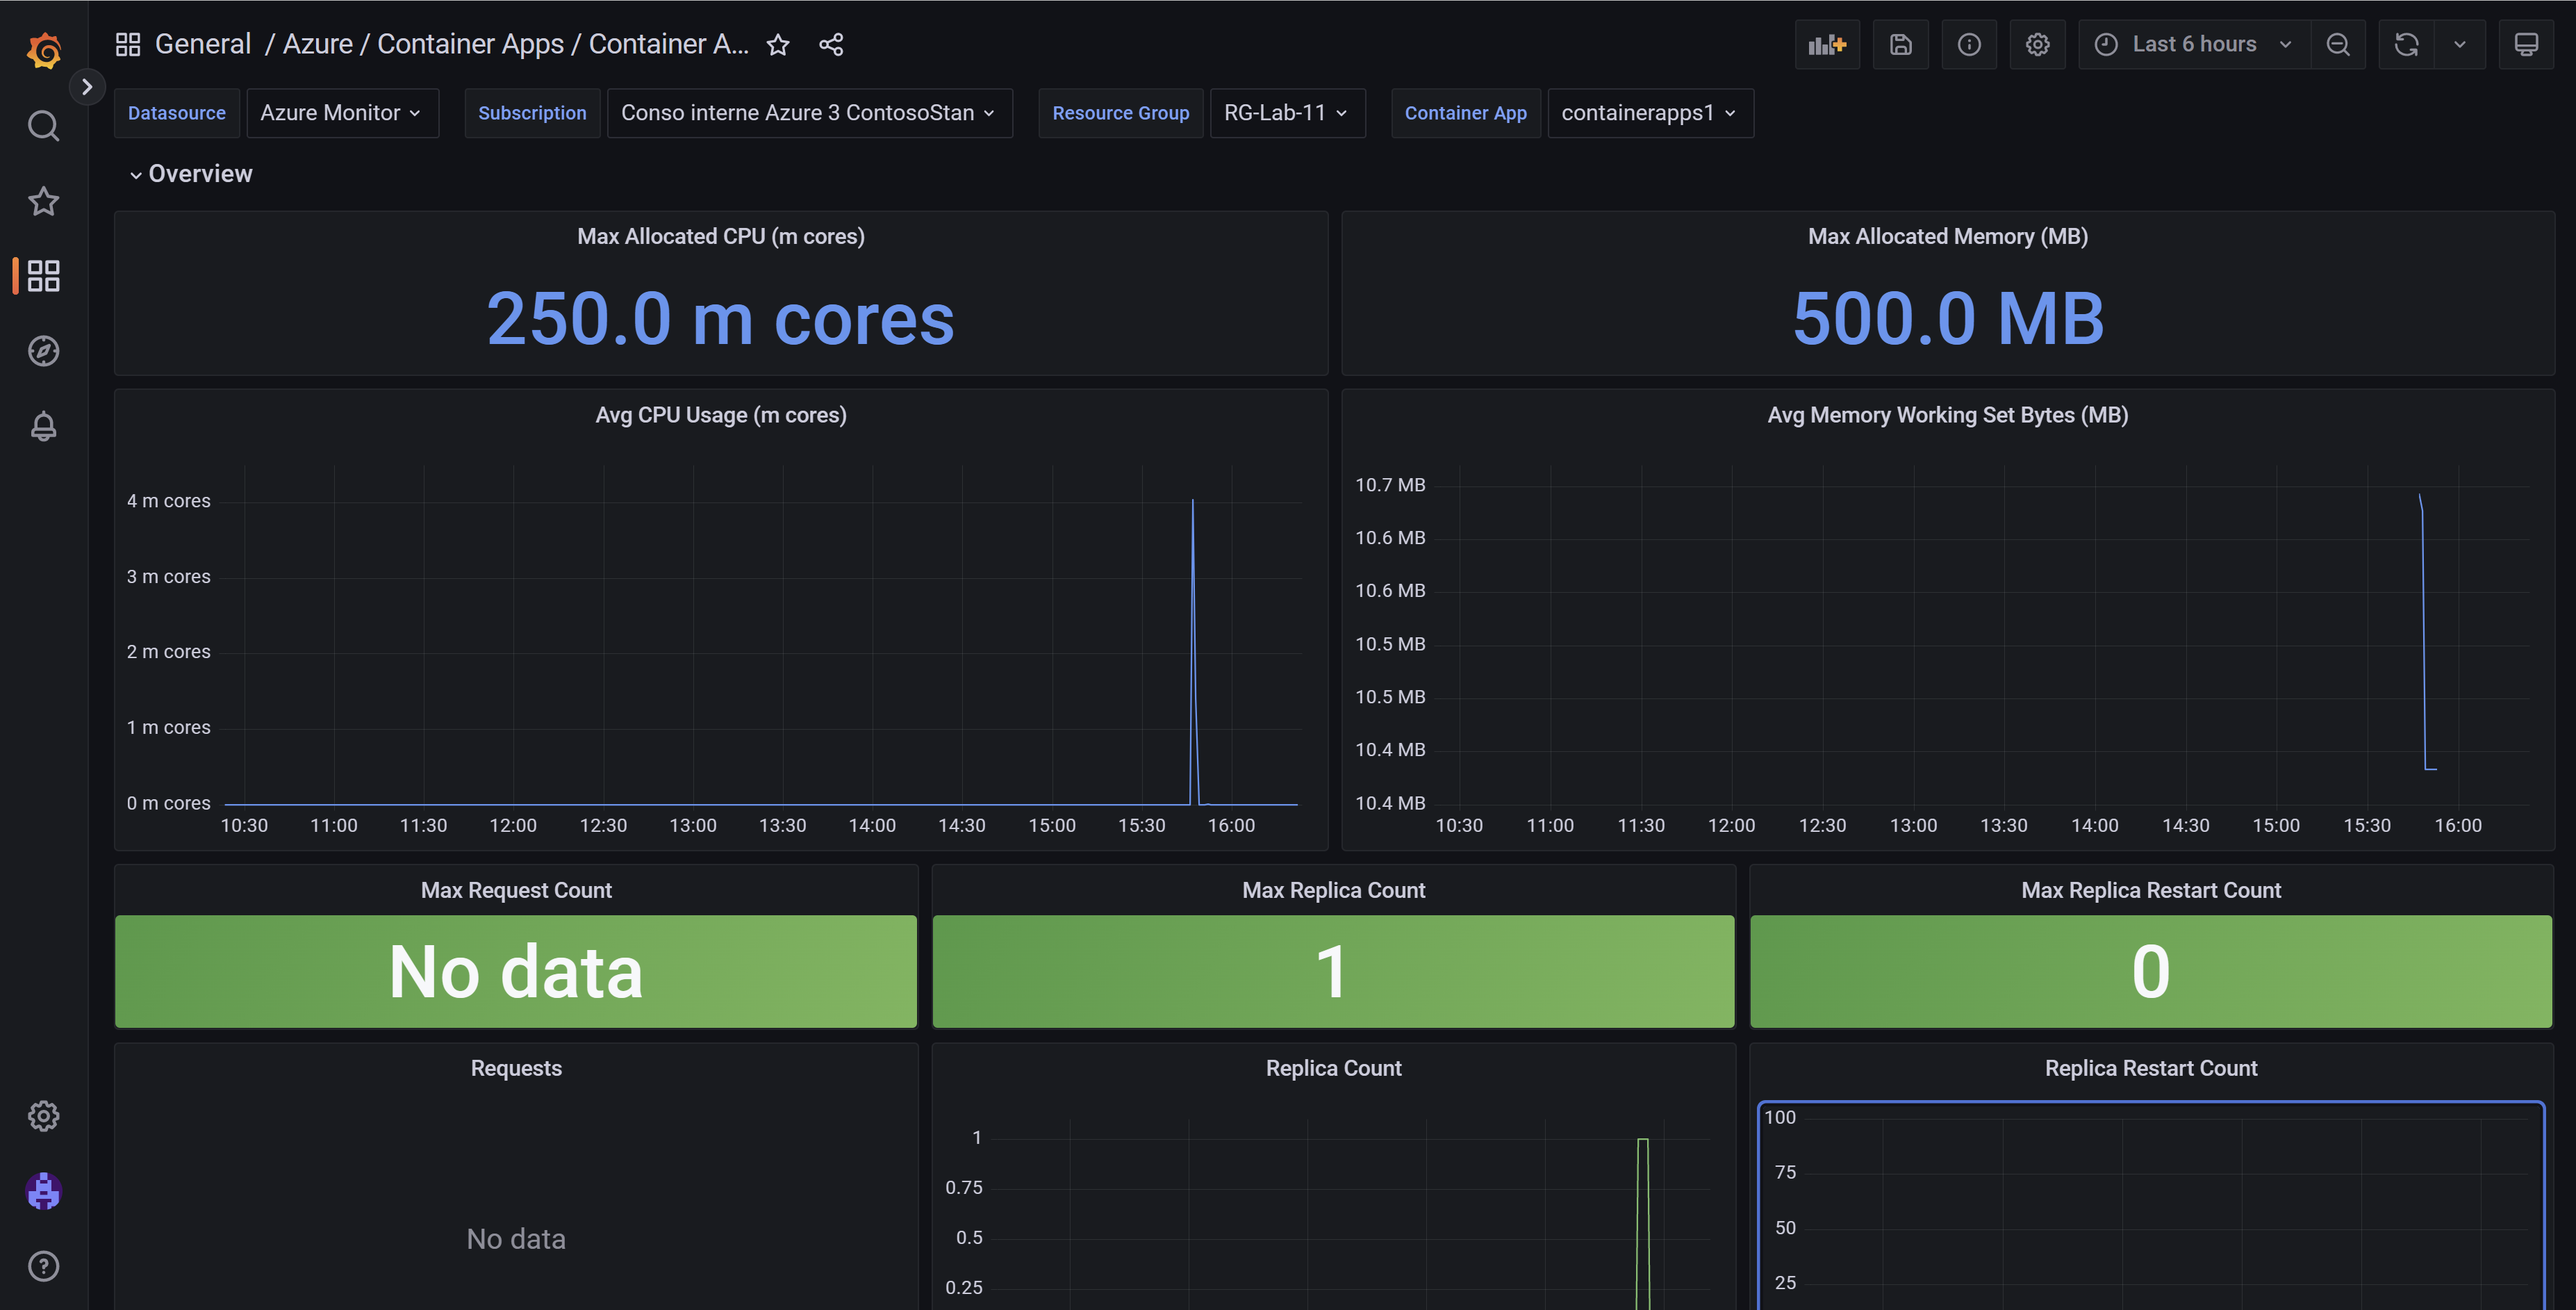 General / Azure / Container Apps / Container A...
Last 6 hours
Datasource Azure Monitor Subscription Conso interne Azure 3 ContosoStan Resource Group RG-Lab-11 Container App containerapps1
Overview
Max Allocated CPU (m cores)
250.0 m cores
Max Allocated Memory (MB)
500.0 MB
Avg CPU Usage (m cores)
4 m cores
3 m cores
2 m cores
1 m cores
0 m cores
10:30 11:00 11:30 12:00 12:30 13:00 13:30 14:00 14:30 15:00 15:30 16:00
Avg Memory Working Set Bytes (MB)
10.7 MB
10.6 MB
10.6 MB
10.5 MB
10.5 MB
10.4 MB
10.4 MB
10:30 11:00 11:30 12:00 12:30 13:00 13:30 14:00 14:30 15:00 15:30 16:00
Max Request Count
No data
Max Replica Count
1
Max Replica Restart Count
0
Requests
No data
Replica Count
1
0.75
0.5
0.25
Replica Restart Count
100
75
50
25